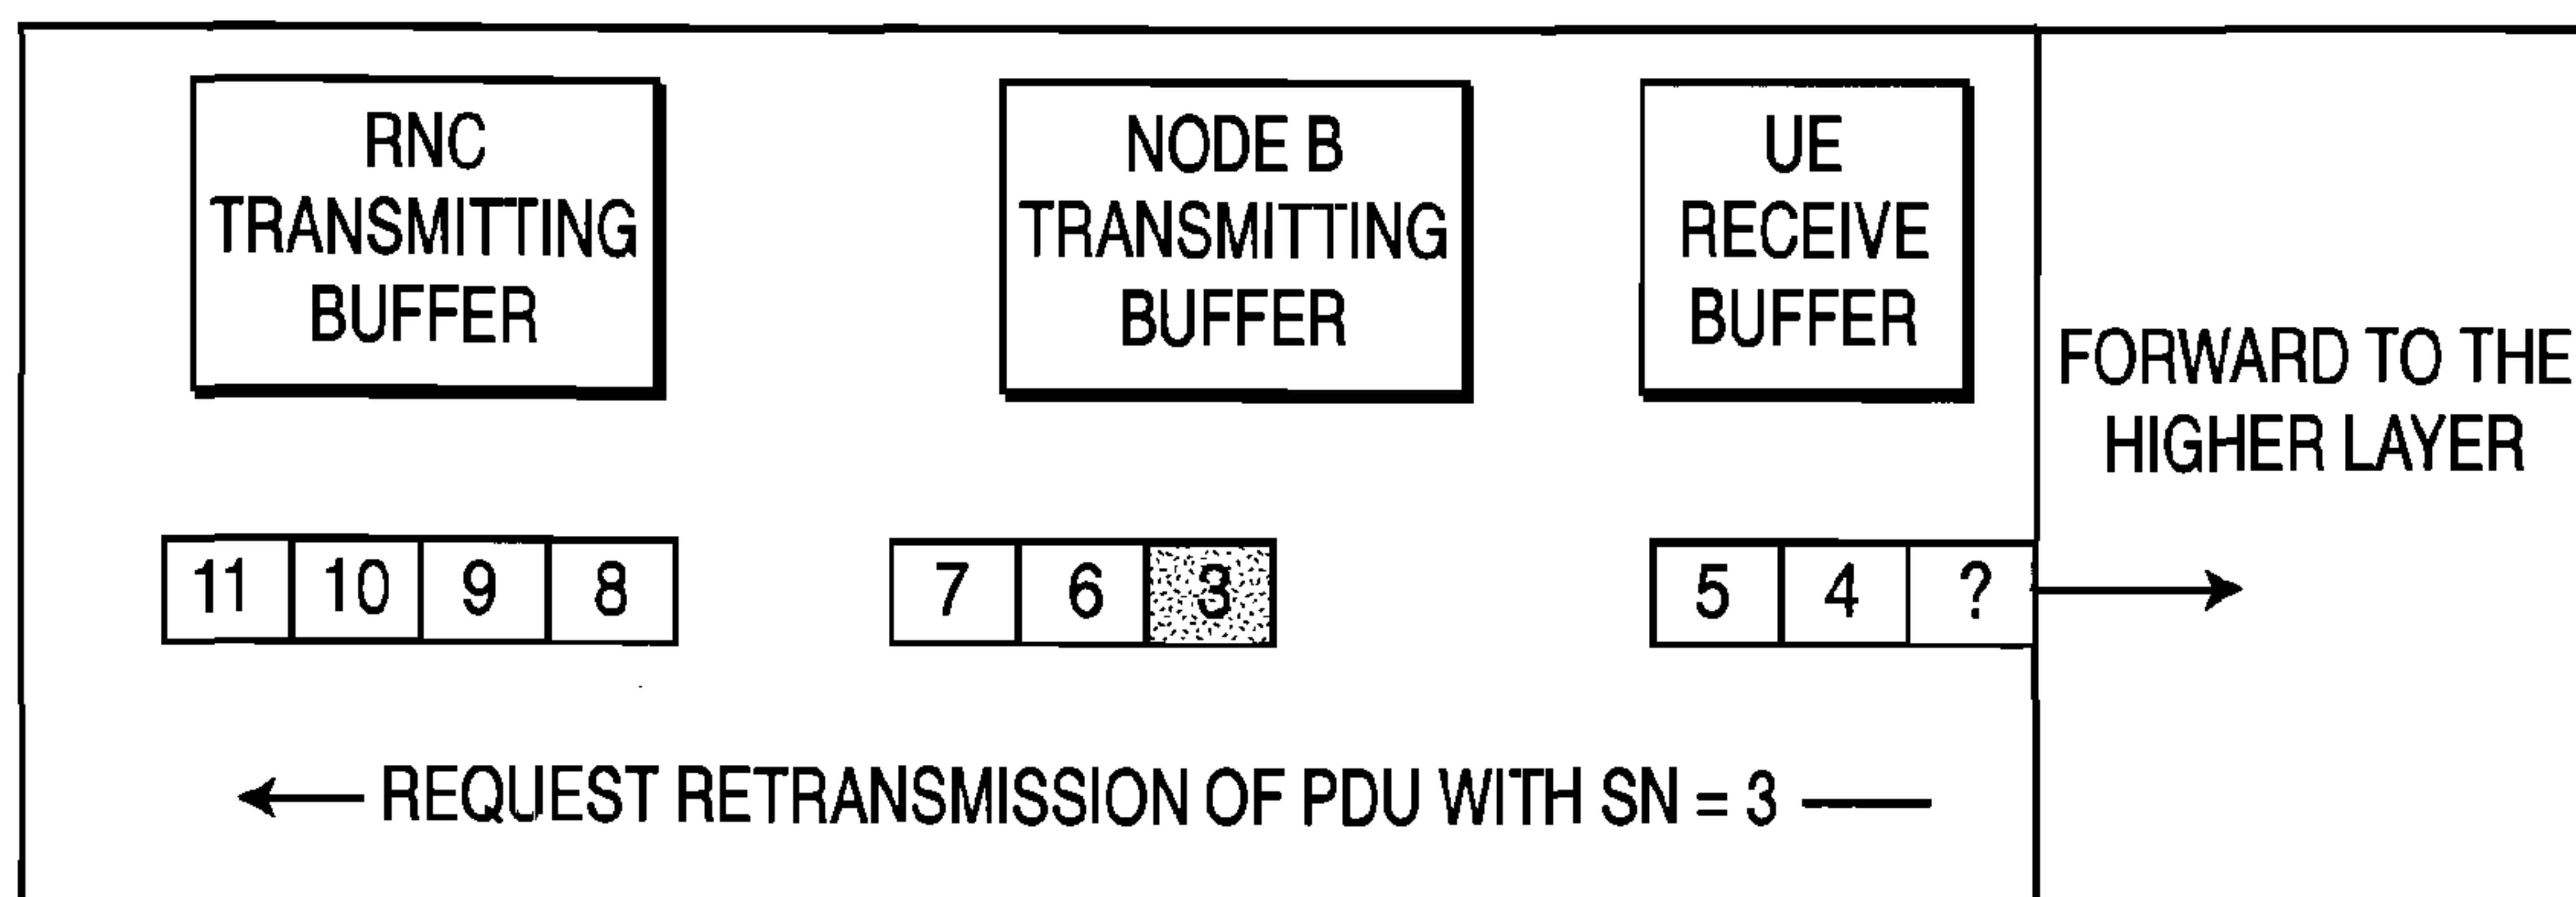 RNC
TRANSMITTING
BUFFER
NODE B
TRANSMITTING
BUFFER
UE
RECEIVE
BUFFER
FORWARD TO THE
HIGHER LAYER
11 10 9 8
7 6 3
5 4 ?
REQUEST RETRANSMISSION OF PDU WITH SN = 3